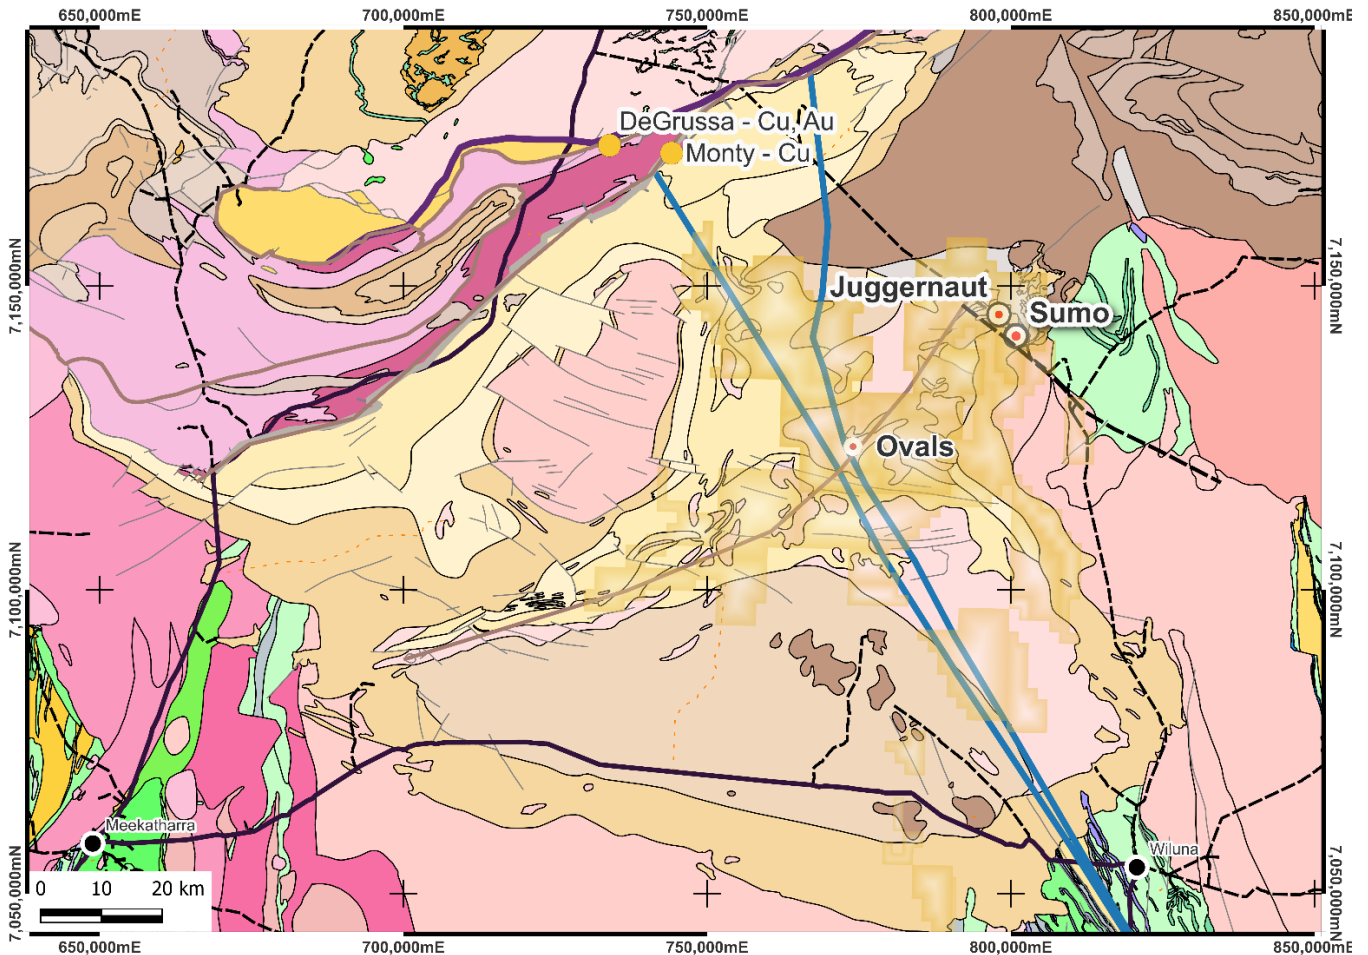 650,000mE
700,000mE
750,000mE
800,000mE
850,000mE
DeGrussa - Cu, Au
Monty - Cu
7,150,000mN
7,150,000mN
Juggernaut
Sumo
Ovals
7,100,000mN
7,100,000mN
Meekatharra
Wiluna
7,050,000mN
7,050,000mN
0 10 20 km
650,000mE
700,000mE
750,000mE
800,000mE
850,000mE